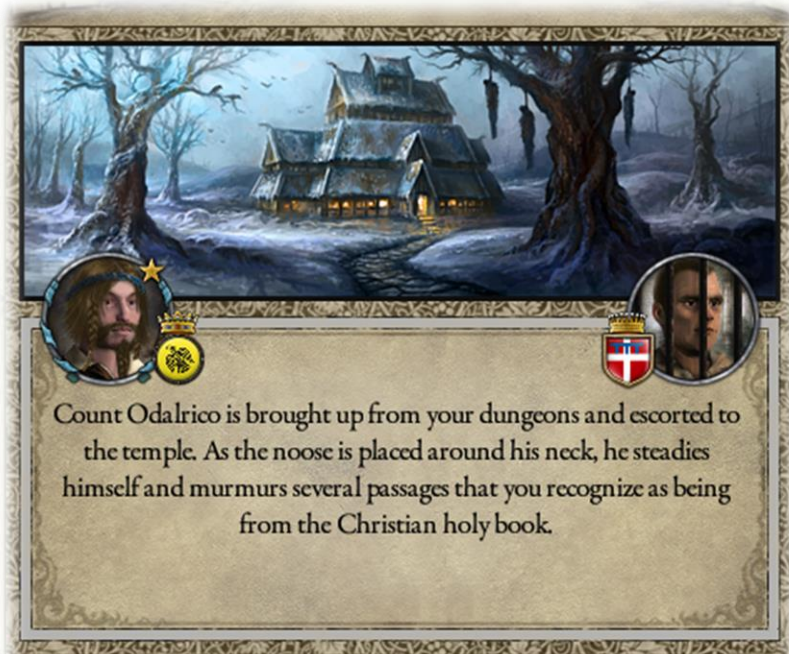 Count Odalrico is brought up from your dungeons and escorted to
the temple. As the noose is placed around his neck, he steadies
himself and murmurs several passages that you recognize as being
from the Christian holy book.